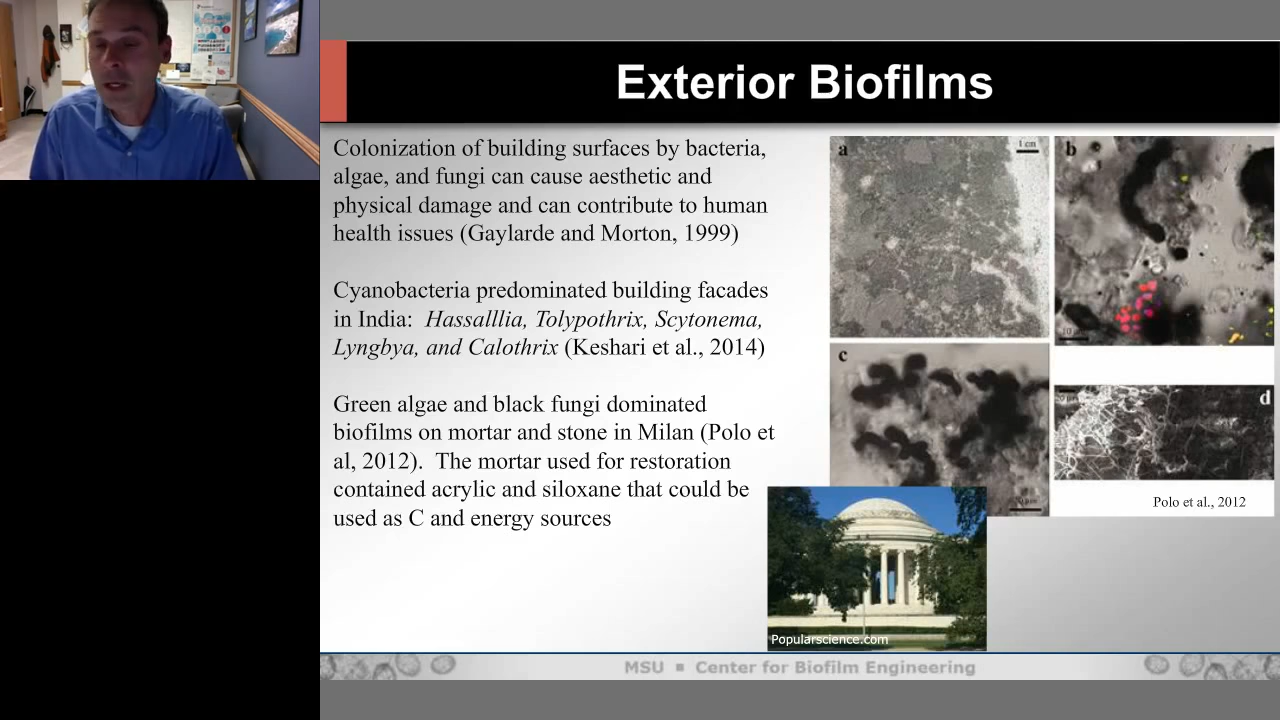 Exterior Biofilms
Colonization of building surfaces by bacteria,
algae, and fungi can cause aesthetic and
physical damage and can contribute to human
health issues (Gaylarde and Morton, 1999)
Cyanobacteria predominated building facades
in India: Hassalllia, Tolypothrix, Scytonema,
Lyngbya, and Calothrix (Keshari et al., 2014)
Green algae and black fungi dominated
biofilms on mortar and stone in Milan (Polo et
al, 2012). The mortar used for restoration
contained acrylic and siloxane that could be
used as C and energy sources
a
1 cm
b
c
d
Polo et al., 2012
Popularscience.com
MSU ▪ Center for Biofilm Engineering